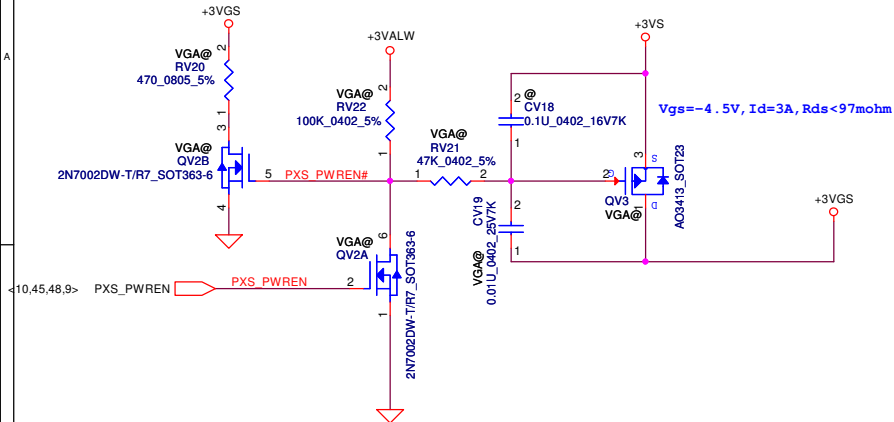 +3VGS
+3VALW
+3VS
A
2
VGA@
RV20
470_0805_5%
1
VGA@
RV22
100K_0402_5%
2
1
2
@
CV18
0.1U_0402_16V7K
1
Vgs=-4.5V,Id=3A,Rds<97mohm
VGA@
QV2B
2N7002DW-T/R7_SOT363-6
3
5
4
PXS_PWREN#
VGA@
RV21
47K_0402_5%
1
2
2
G
3
S
1
D
QV3
VGA@
AO3413_SOT23
+3VGS
2
CV19
VGA@
0.01U_0402_25V7K
1
VGA@
QV2A
6
2
1
2N7002DW-T/R7_SOT363-6
<10,45,48,9>
PXS_PWREN
PXS_PWREN